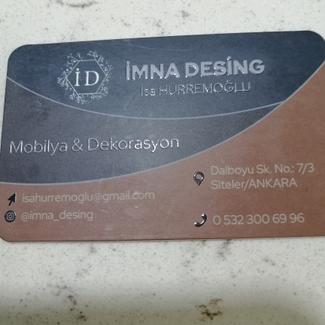 İD
İMNA DESİNG
İsa HÜRREMOĞLU
Mobilya & Dekorasyon
Dalboyu Sk. No.: 7/3
Siteler/ANKARA
isahurremoglu@gmail.com
@imna_desing
0 532 300 69 96